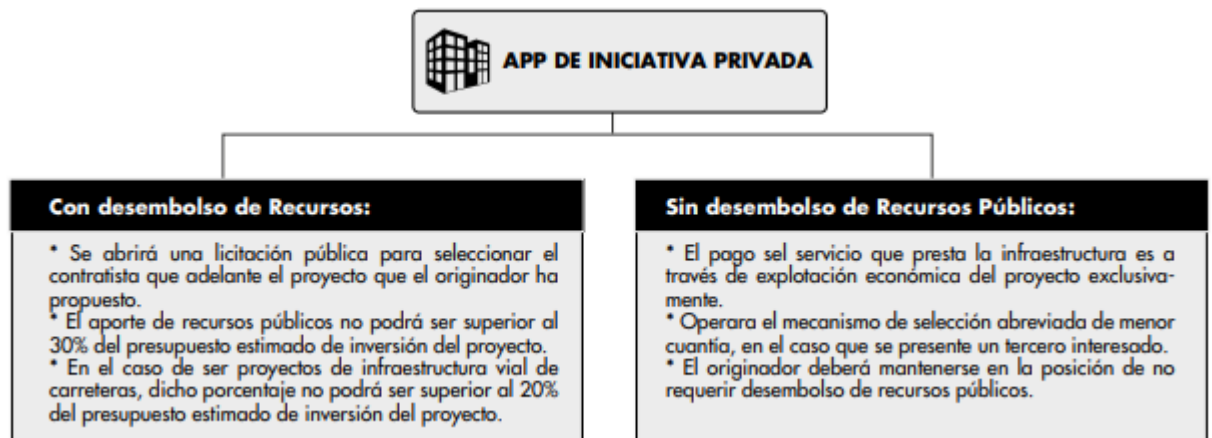 APP DE INICIATIVA PRIVADA
Con desembolso de Recursos:
* Se abrirá una licitación pública para seleccionar el
contratista que adelante el proyecto que el originador ha
propuesto.
* El aporte de recursos públicos no podrá ser superior al
30% del presupuesto estimado de inversión del proyecto.
* En el caso de ser proyectos de infraestructura vial de
carreteras, dicho porcentaje no podrá ser superior al 20%
del presupuesto estimado de inversión del proyecto.
Sin desembolso de Recursos Públicos:
* El pago sel servicio que presta la infraestructura es a
través de explotación económica del proyecto exclusiva-
mente.
* Operara el mecanismo de selección abreviada de menor
cuantía, en el caso que se presente un tercero interesado.
* El originador deberá mantenerse en la posición de no
requerir desembolso de recursos públicos.